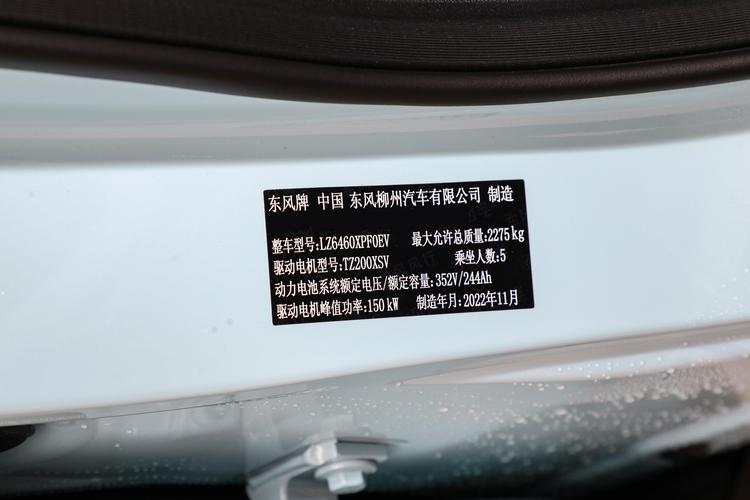 东风牌 中国 东风柳州汽车有限公司 制造
整车型号:LZ6460XPF0EV 最大允许总质量:2275kg
驱动电机型号:TZ200XSV 乘坐人数:5
动力电池系统额定电压/额定容量:352V/244Ah
驱动电机峰值功率:150kW 制造年月:2022年11月